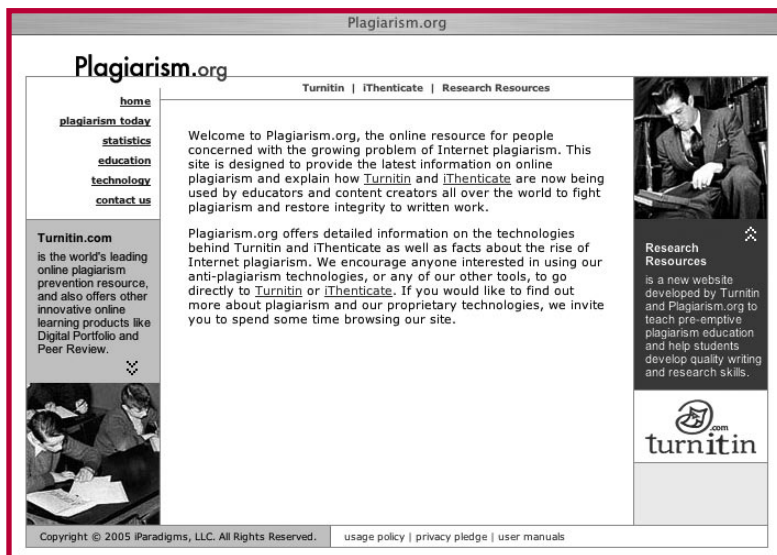 Plagiarism.org
Plagiarism.org
Turnitin | iThenticate | Research Resources
home
plagiarism today
statistics
education
technology
contact us
Turnitin.com
is the world's leading
online plagiarism
prevention resource,
and also offers other
innovative online
learning products like
Digital Portfolio and
Peer Review.
Welcome to Plagiarism.org, the online resource for people
concerned with the growing problem of Internet plagiarism. This
site is designed to provide the latest information on online
plagiarism and explain how Turnitin and iThenticate are now being
used by educators and content creators all over the world to fight
plagiarism and restore integrity to written work.
Plagiarism.org offers detailed information on the technologies
behind Turnitin and iThenticate as well as facts about the rise of
Internet plagiarism. We encourage anyone interested in using our
anti-plagiarism technologies, or any of our other tools, to go
directly to Turnitin or iThenticate. If you would like to find out
more about plagiarism and our proprietary technologies, we invite
you to spend some time browsing our site.
Research
Resources
is a new website
developed by Turnitin
and Plagiarism.org to
teach pre-emptive
plagiarism education
and help students
develop quality writing
and research skills.
.com
turnitin
Copyright © 2005 iParadigms, LLC. All Rights Reserved.
usage policy | privacy pledge | user manuals